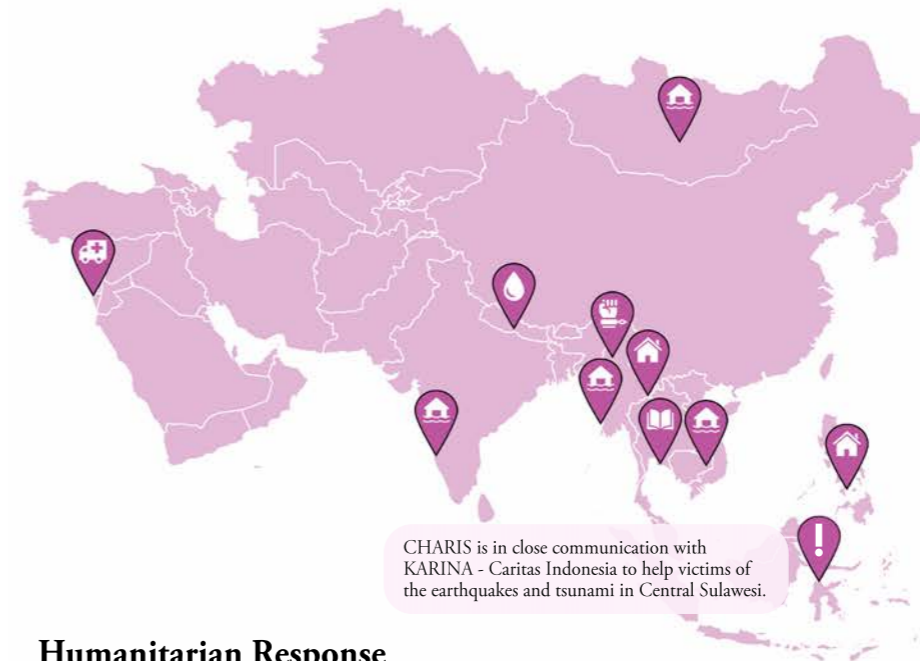 CHARIS is in close communication with
KARINA - Caritas Indonesia to help victims of
the earthquakes and tsunami in Central Sulawesi.
Humanitarian Response